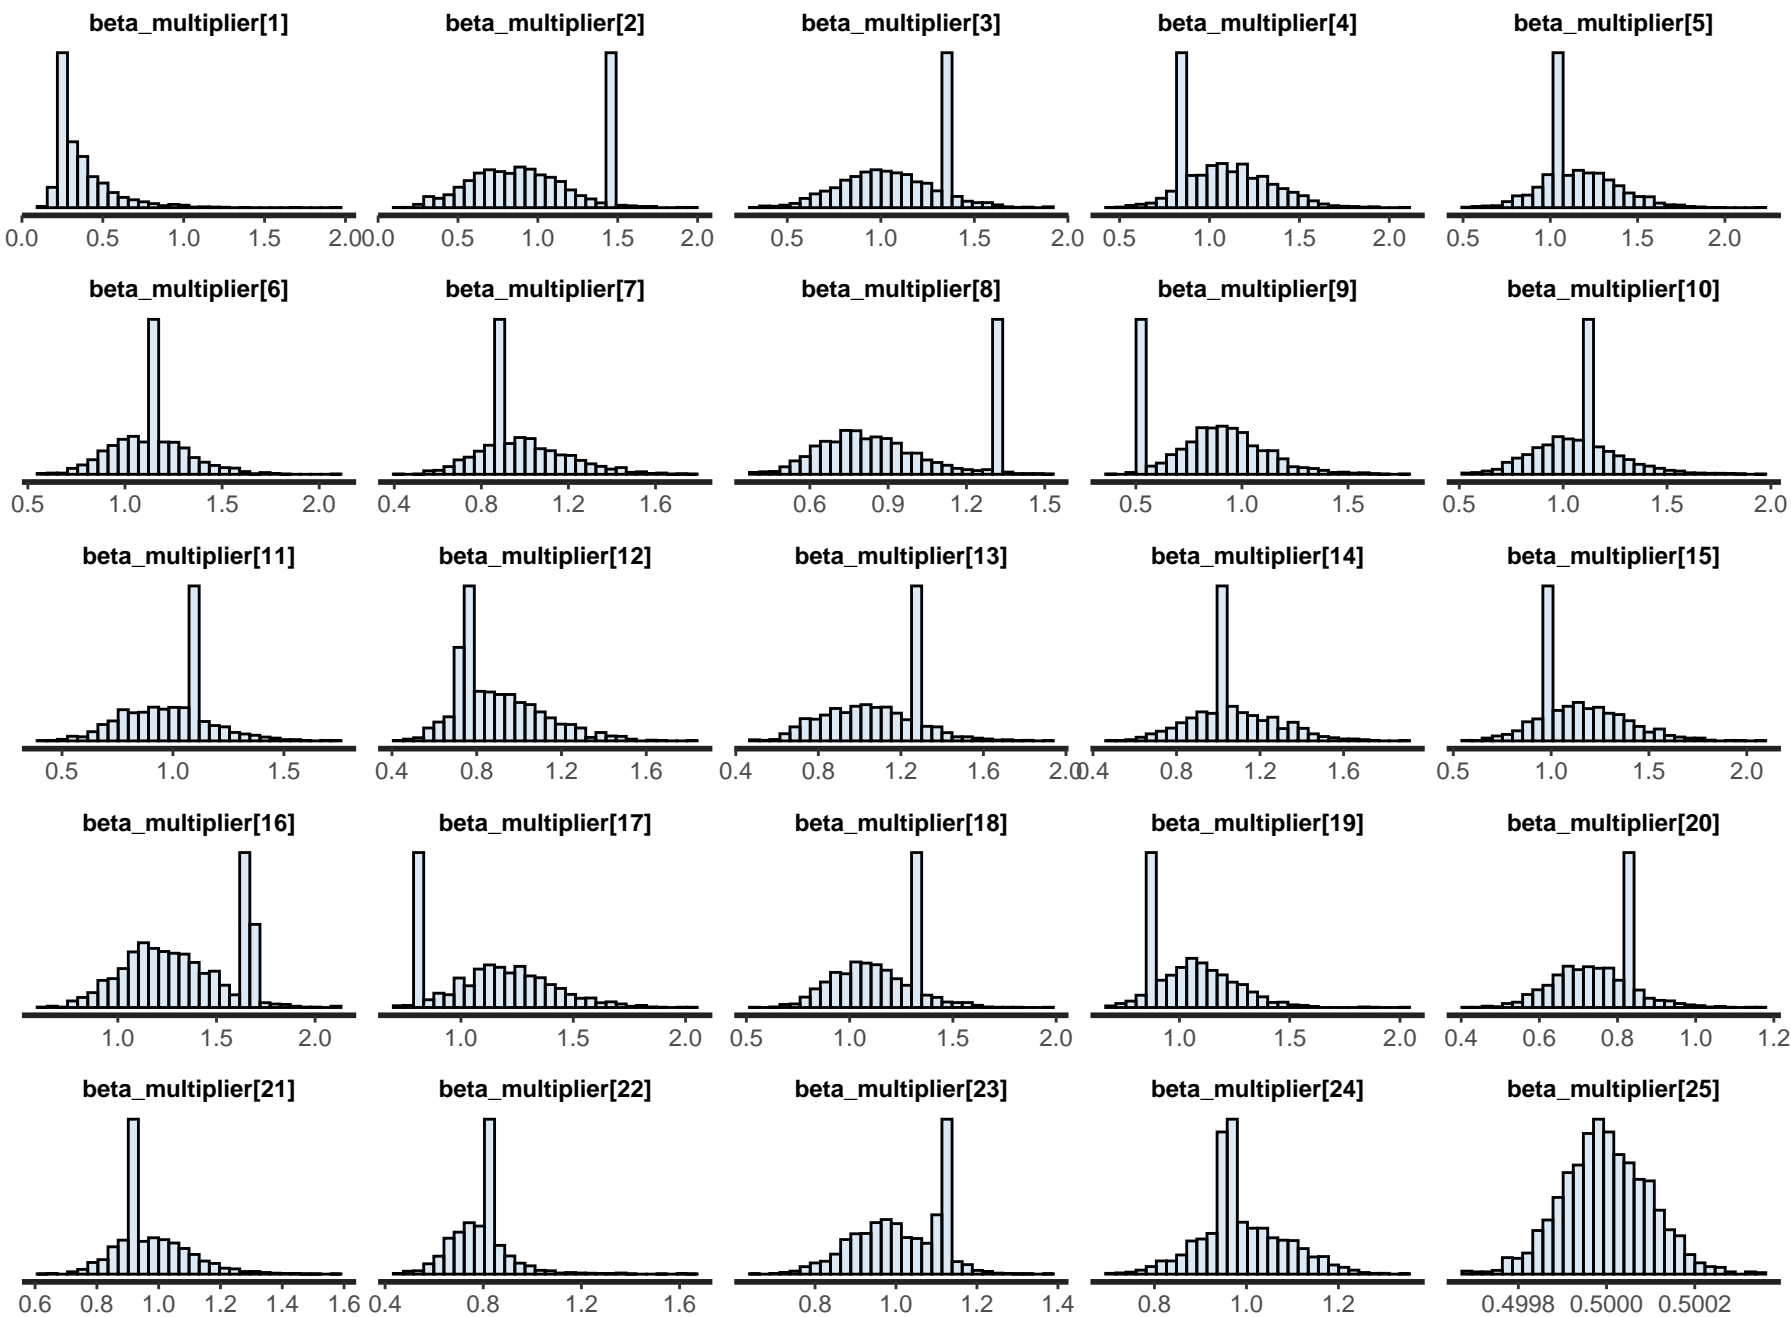 beta_multiplier[1] beta_multiplier[2] beta_multiplier[3] beta_multiplier[4] beta_multiplier[5]
0.0 0.5 1.0 1.5 2.0 0.0 0.5 1.0 1.5 2.0 0.5 1.0 1.5 2.0 0.5 1.0 1.5 2.0 0.5 1.0 1.5 2.0
beta_multiplier[6] beta_multiplier[7] beta_multiplier[8] beta_multiplier[9] beta_multiplier[10]
0.5 1.0 1.5 2.0 0.4 0.8 1.2 1.6 0.6 0.9 1.2 1.5 0.5 1.0 1.5 0.5 1.0 1.5 2.0
beta_multiplier[11] beta_multiplier[12] beta_multiplier[13] beta_multiplier[14] beta_multiplier[15]
0.5 1.0 1.5 0.4 0.8 1.2 1.6 0.4 0.8 1.2 1.6 2.0 0.4 0.8 1.2 1.6 0.5 1.0 1.5 2.0
beta_multiplier[16] beta_multiplier[17] beta_multiplier[18] beta_multiplier[19] beta_multiplier[20]
1.0 1.5 2.0 1.0 1.5 2.0 0.5 1.0 1.5 2.0 1.0 1.5 2.0 0.4 0.6 0.8 1.0 1.2
beta_multiplier[21] beta_multiplier[22] beta_multiplier[23] beta_multiplier[24] beta_multiplier[25]
0.6 0.8 1.0 1.2 1.4 1.6 0.4 0.8 1.2 1.6 0.8 1.0 1.2 1.4 0.8 1.0 1.2 0.4998 0.5000 0.5002